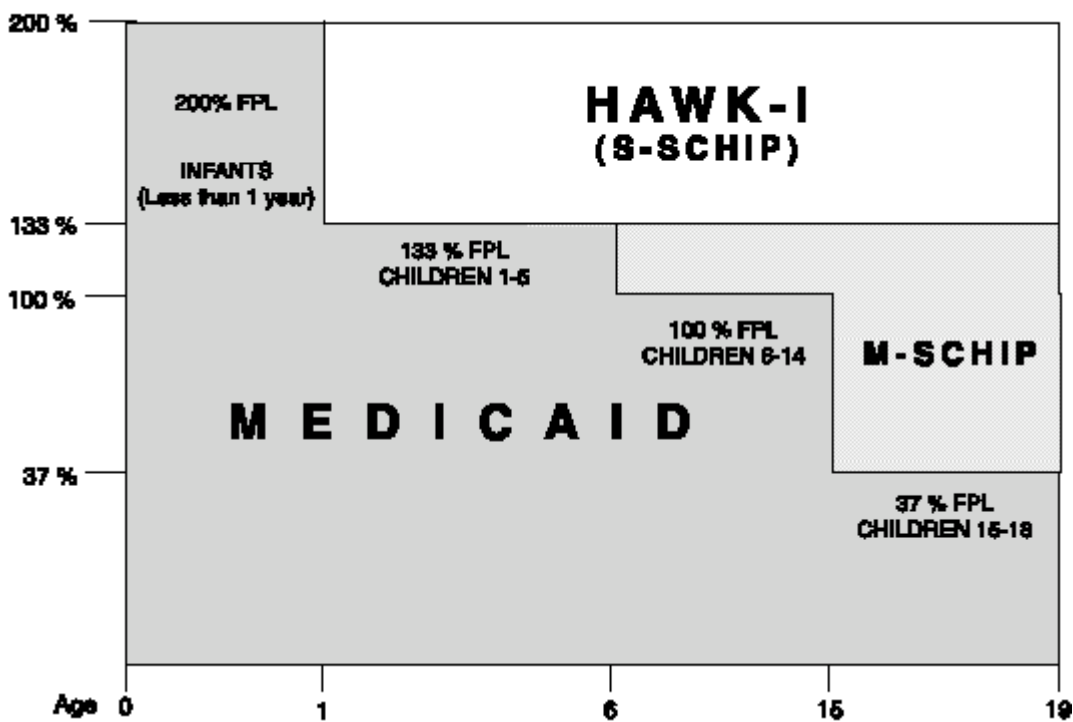 200 %
200% FPL
INFANTS
(Less than 1 year)
HAWK-I
(S-SCHIP)
133 %
133 % FPL
CHILDREN 1-5
100 %
100 % FPL
CHILDREN 6-14
M-SCHIP
MEDICAID
37 %
37 % FPL
CHILDREN 15-18
Age 0 1 6 15 19